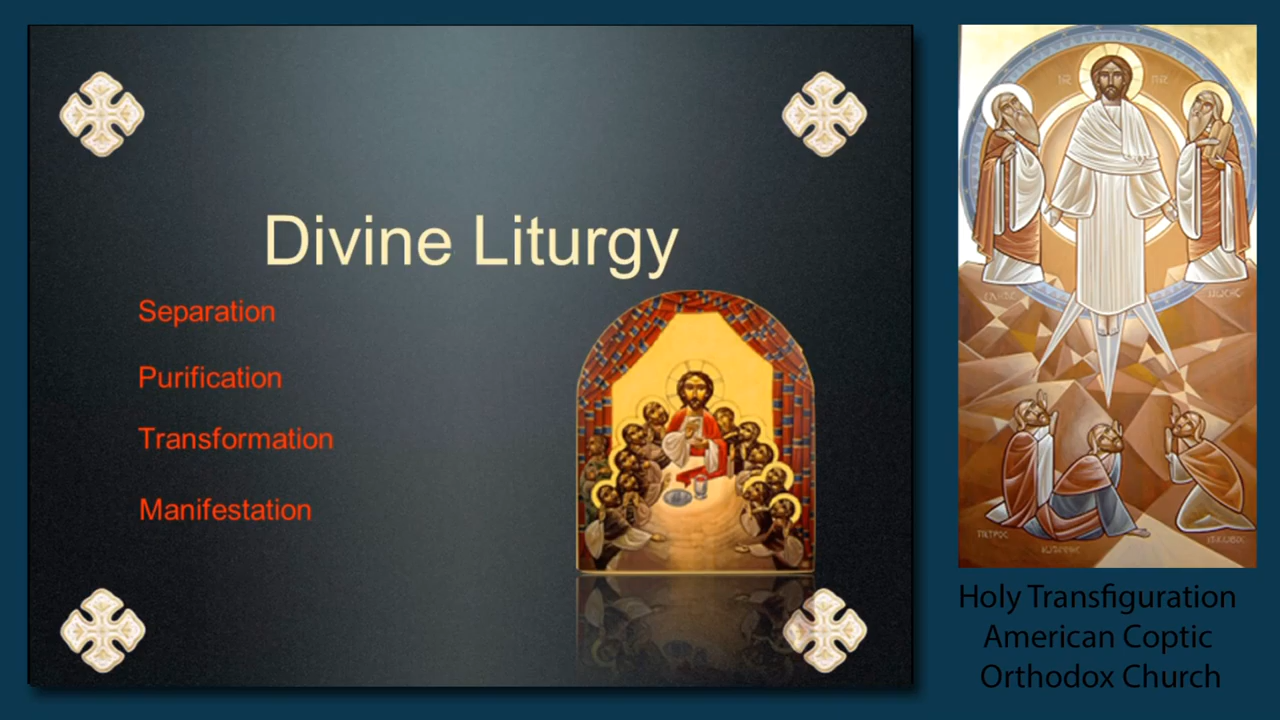 Divine Liturgy
Separation
Purification
Transformation
Manifestation
Holy Transfiguration
American Coptic
Orthodox Church